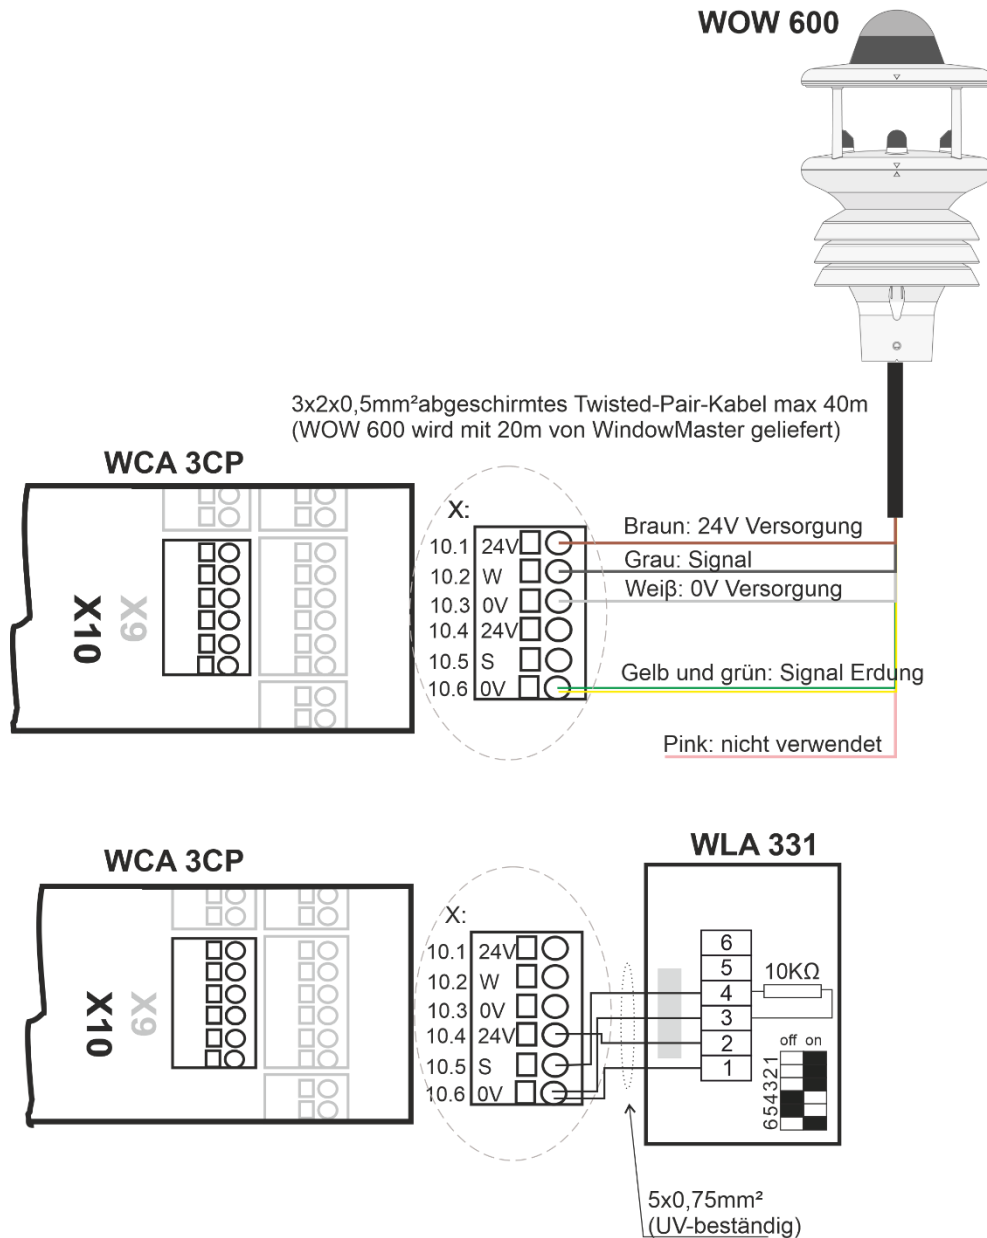 WOW 600
3x2x0,5mm²abgeschirmtes Twisted-Pair-Kabel max 40m
(WOW 600 wird mit 20m von WindowMaster geliefert)
WCA 3CP
X10
X9
X:
10.1 24V
10.2 W
10.3 0V
10.4 24V
10.5 S
10.6 0V
Braun: 24V Versorgung
Grau: Signal
Weiß: 0V Versorgung
Gelb und grün: Signal Erdung
Pink: nicht verwendet
WCA 3CP
X10
X9
X:
10.1 24V
10.2 W
10.3 0V
10.4 24V
10.5 S
10.6 0V
WLA 331
6
5
4
3
2
1
10KΩ
off on
654321
5x0,75mm²
(UV-beständig)